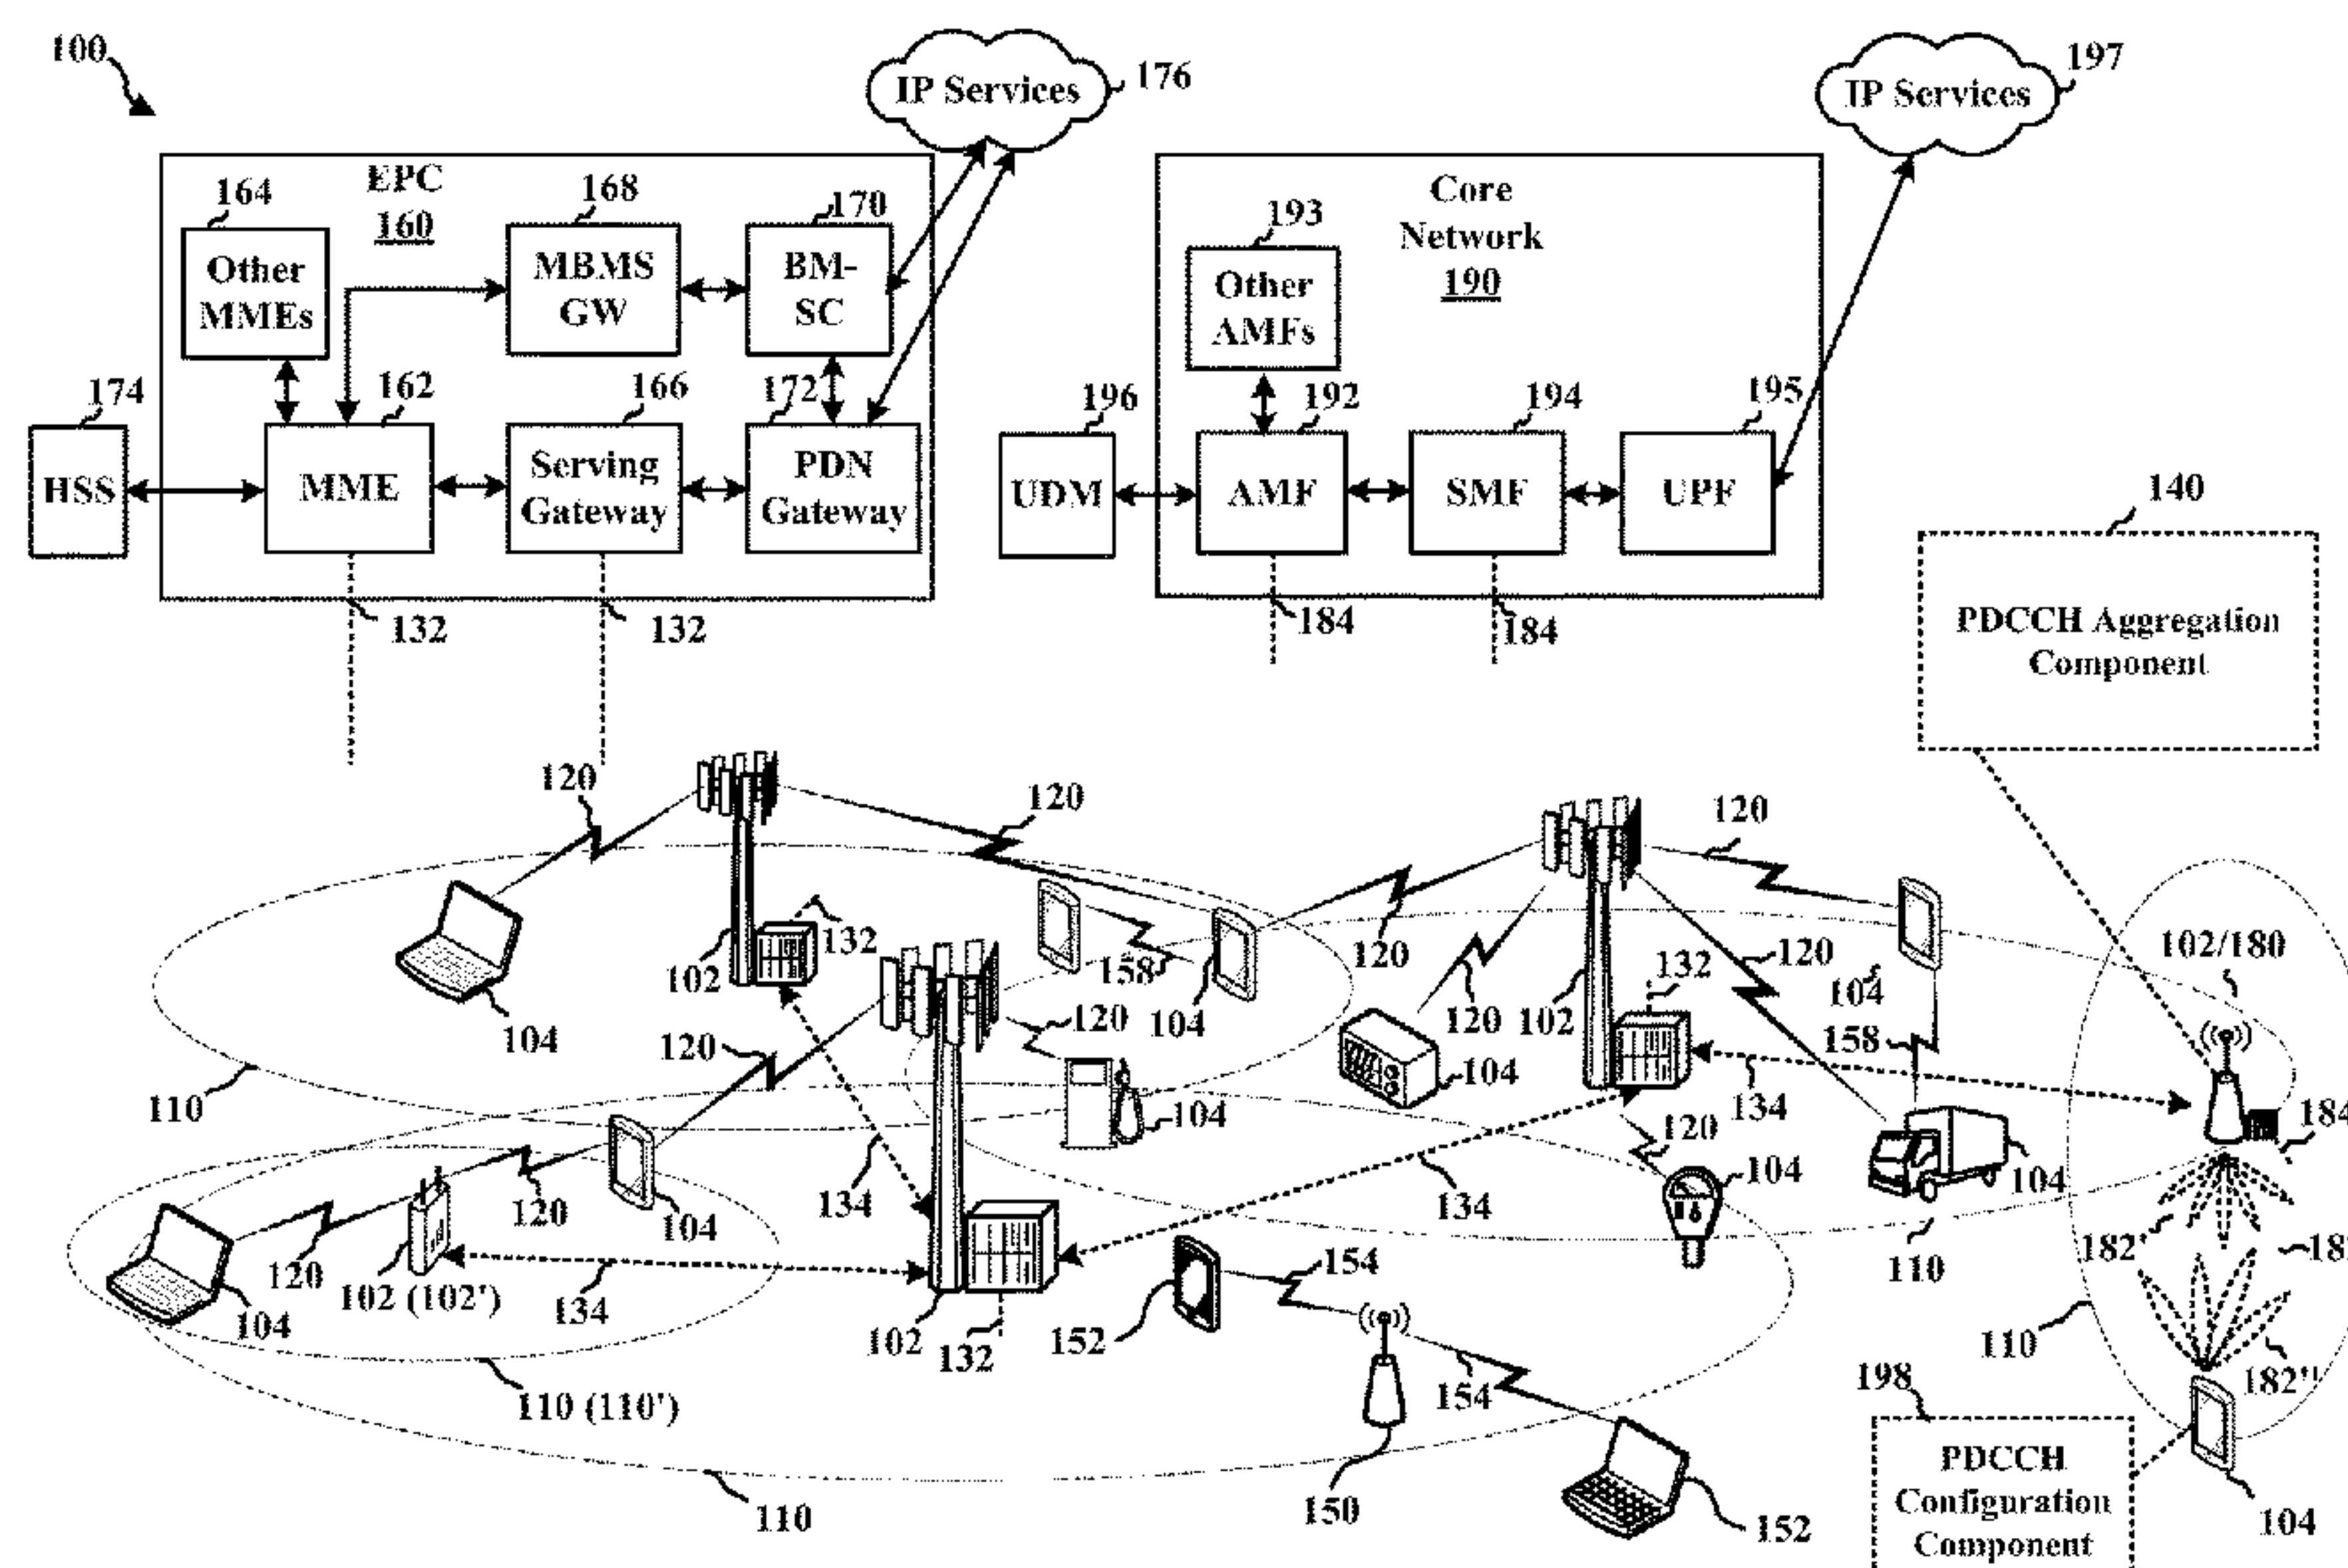 100
IP Services
176
IP Services
197
EPC
160
164
168
170
Other
MMEs
MBMS
GW
BM-
SC
Core
Network
190
193
Other
AMFs
174
162
166
172
196
192
194
195
HSS
MME
Serving
Gateway
PDN
Gateway
UDM
AMF
SMF
UPF
140
132
132
184
184
PDCCH Aggregation
Component
120
120
120
102
132
158
104
104
120
120
102
132
120
104
158
102/180
104
120
120
104
104
134
184
110
134
120
104
120
104
134
104
182'
110
120
102 (102')
134
104
102
132
152
154
154
110
182"
110 (110')
110
150
152
198
PDCCH
Configuration
Component
104